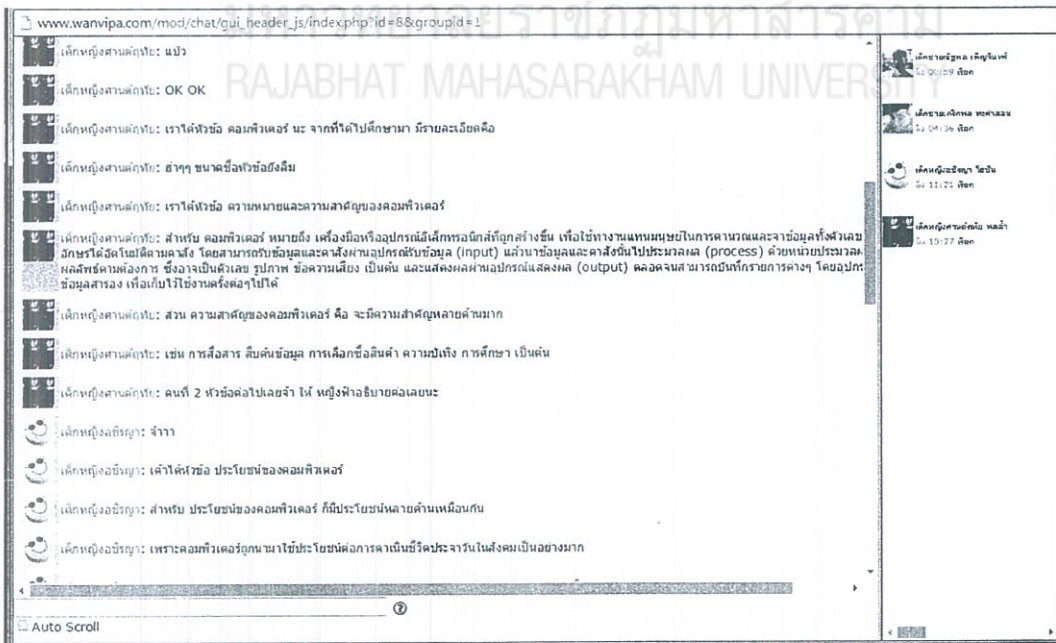 มหาวิทยาลัยราชภัฏมหาสารคาม
RAJABHAT MAHASARAKHAM UNIVERSITY
www.wanvipa.com/mod/chat/gui_header_js/index.php?id=8&groupid=1
เด็กหญิงศานต์ฤทัย: แป๋ว
เด็กหญิงศานต์ฤทัย: OK OK
เด็กหญิงศานต์ฤทัย: เราได้หัวข้อ คอมพิวเตอร์ นะ จากที่ได้ไปศึกษามา มีรายละเอียดคือ
เด็กหญิงศานต์ฤทัย: ฮ่าๆๆ ขนาดชื่อหัวข้อยังลืม
เด็กหญิงศานต์ฤทัย: เราได้หัวข้อ ความหมายและความสาคัญของคอมพิวเตอร์
เด็กหญิงศานต์ฤทัย: สำหรับ คอมพิวเตอร์ หมายถึง เครื่องมือหรืออุปกรณ์อิเล็กทรอนิกส์ที่ถูกสร้างขึ้น เพื่อใช้ทางานแทนมนุษย์ในการคานวณและจาข้อมูลทั้งตัวเลข
อักษรได้อัตโนมัติตามคาสั่ง โดยสามารถรับข้อมูลและคาสั่งผ่านอุปกรณ์รับข้อมูล (input) แล้วนาข้อมูลและคาสั่งนั้นไปประมวลผล (process) ด้วยหน่วยประมวลผ
ผลลัพธ์ตามต้องการ ซึ่งอาจเป็นตัวเลข รูปภาพ ข้อความเสียง เป็นต้น และแสดงผลผ่านอุปกรณ์แสดงผล (output) ตลอดจนสามารถบันทึกรายการต่างๆ โดยอุปกร
ข้อมูลสารอง เพื่อเก็บไว้ใช้งานครั้งต่อๆไปได้
เด็กหญิงศานต์ฤทัย: ส่วน ความสาคัญของคอมพิวเตอร์ คือ จะมีความสำคัญหลายด้านมาก
เด็กหญิงศานต์ฤทัย: เช่น การสื่อสาร สืบค้นข้อมูล การเลือกซื้อสินค้า ความบันเทิง การศึกษา เป็นต้น
เด็กหญิงศานต์ฤทัย: คนที่ 2 หัวข้อต่อไปเลยจ้า ให้ หญิงฟ้าอธิบายต่อเลยนะ
เด็กหญิงอชิรญา: จ้าาา
เด็กหญิงอชิรญา: เค้าได้หัวข้อ ประโยชน์ของคอมพิวเตอร์
เด็กหญิงอชิรญา: สำหรับ ประโยชน์ของคอมพิวเตอร์ ก็มีประโยชน์หลายด้านเหมือนกัน
เด็กหญิงอชิรญา: เพราะคอมพิวเตอร์ถูกนามาใช้ประโยชน์ต่อการดาเนินชีวิตประจาวันในสังคมเป็นอย่างมาก
Auto Scroll
00:59
04:36
เด็กหญิงอชิรญา
11:21
15:27